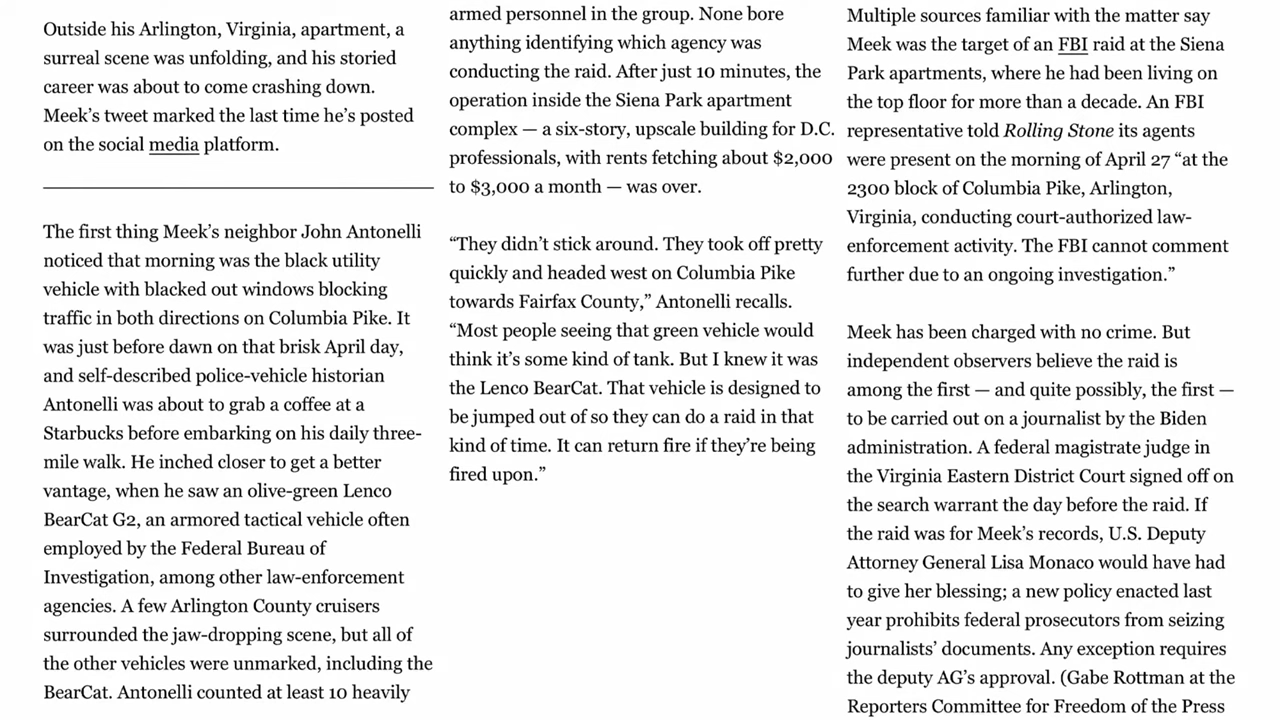 Outside his Arlington, Virginia, apartment, a
surreal scene was unfolding, and his storied
career was about to come crashing down.
Meek’s tweet marked the last time he’s posted
on the social media platform.
The first thing Meek’s neighbor John Antonelli
noticed that morning was the black utility
vehicle with blacked out windows blocking
traffic in both directions on Columbia Pike. It
was just before dawn on that brisk April day,
and self-described police-vehicle historian
Antonelli was about to grab a coffee at a
Starbucks before embarking on his daily three-
mile walk. He inched closer to get a better
vantage, when he saw an olive-green Lenco
BearCat G2, an armored tactical vehicle often
employed by the Federal Bureau of
Investigation, among other law-enforcement
agencies. A few Arlington County cruisers
surrounded the jaw-dropping scene, but all of
the other vehicles were unmarked, including the
BearCat. Antonelli counted at least 10 heavily
armed personnel in the group. None bore
anything identifying which agency was
conducting the raid. After just 10 minutes, the
operation inside the Siena Park apartment
complex — a six-story, upscale building for D.C.
professionals, with rents fetching about $2,000
to $3,000 a month — was over.
“They didn’t stick around. They took off pretty
quickly and headed west on Columbia Pike
towards Fairfax County,” Antonelli recalls.
“Most people seeing that green vehicle would
think it’s some kind of tank. But I knew it was
the Lenco BearCat. That vehicle is designed to
be jumped out of so they can do a raid in that
kind of time. It can return fire if they’re being
fired upon.”
Multiple sources familiar with the matter say
Meek was the target of an FBI raid at the Siena
Park apartments, where he had been living on
the top floor for more than a decade. An FBI
representative told Rolling Stone its agents
were present on the morning of April 27 “at the
2300 block of Columbia Pike, Arlington,
Virginia, conducting court-authorized law-
enforcement activity. The FBI cannot comment
further due to an ongoing investigation.”
Meek has been charged with no crime. But
independent observers believe the raid is
among the first — and quite possibly, the first —
to be carried out on a journalist by the Biden
administration. A federal magistrate judge in
the Virginia Eastern District Court signed off on
the search warrant the day before the raid. If
the raid was for Meek’s records, U.S. Deputy
Attorney General Lisa Monaco would have had
to give her blessing; a new policy enacted last
year prohibits federal prosecutors from seizing
journalists’ documents. Any exception requires
the deputy AG’s approval. (Gabe Rottman at the
Reporters Committee for Freedom of the Press